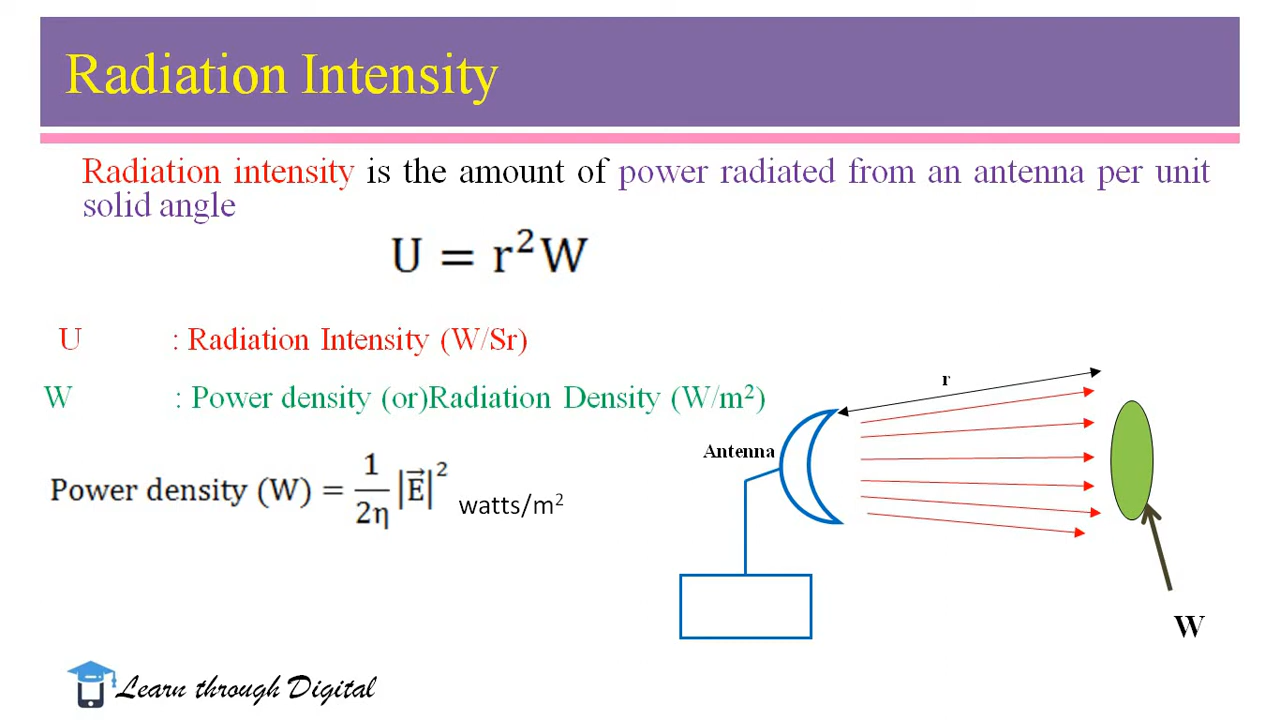 Radiation Intensity
Radiation intensity is the amount of power radiated from an antenna per unit
solid angle
U = r²W
U : Radiation Intensity (W/Sr)
W : Power density (or)Radiation Density (W/m²)
r
Antenna
Power density (W) = 1/2η |E⃗|² watts/m²
W
Learn through Digital